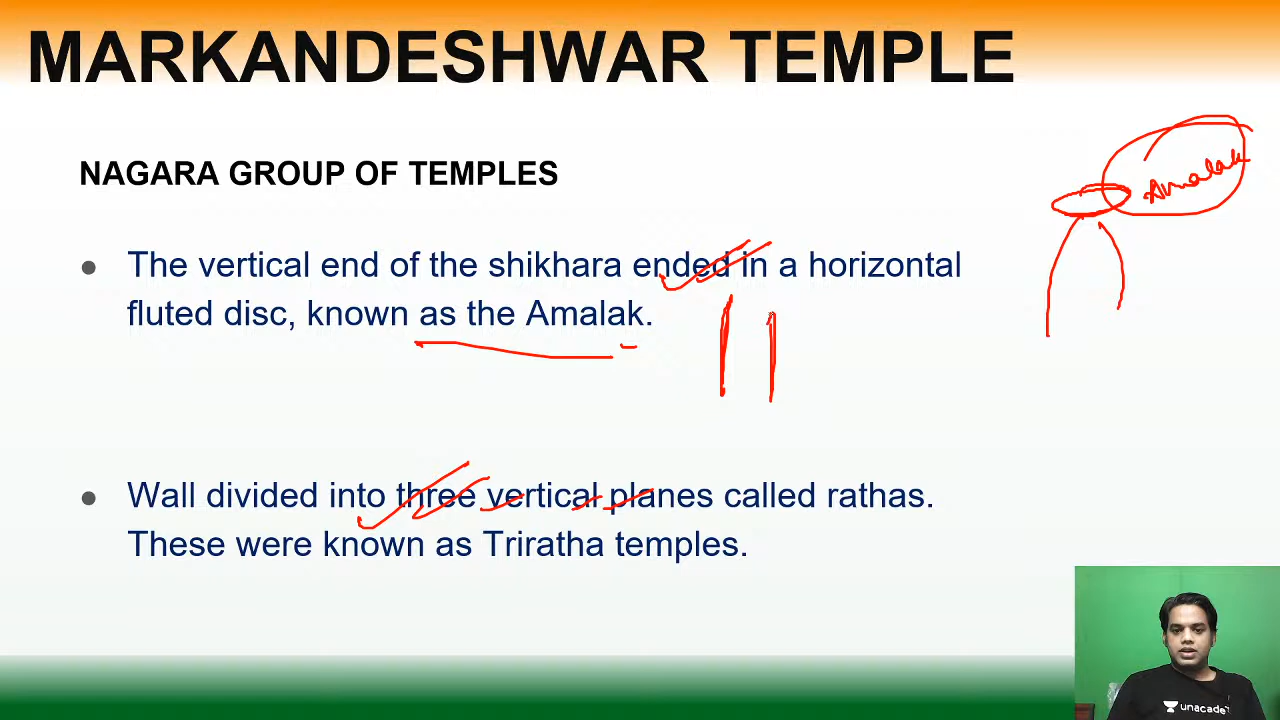 MARKANDESHWAR TEMPLE
NAGARA GROUP OF TEMPLES
Amalak
● The vertical end of the shikhara ended in a horizontal
fluted disc, known as the Amalak.
● Wall divided into three vertical planes called rathas.
These were known as Triratha temples.
unacade